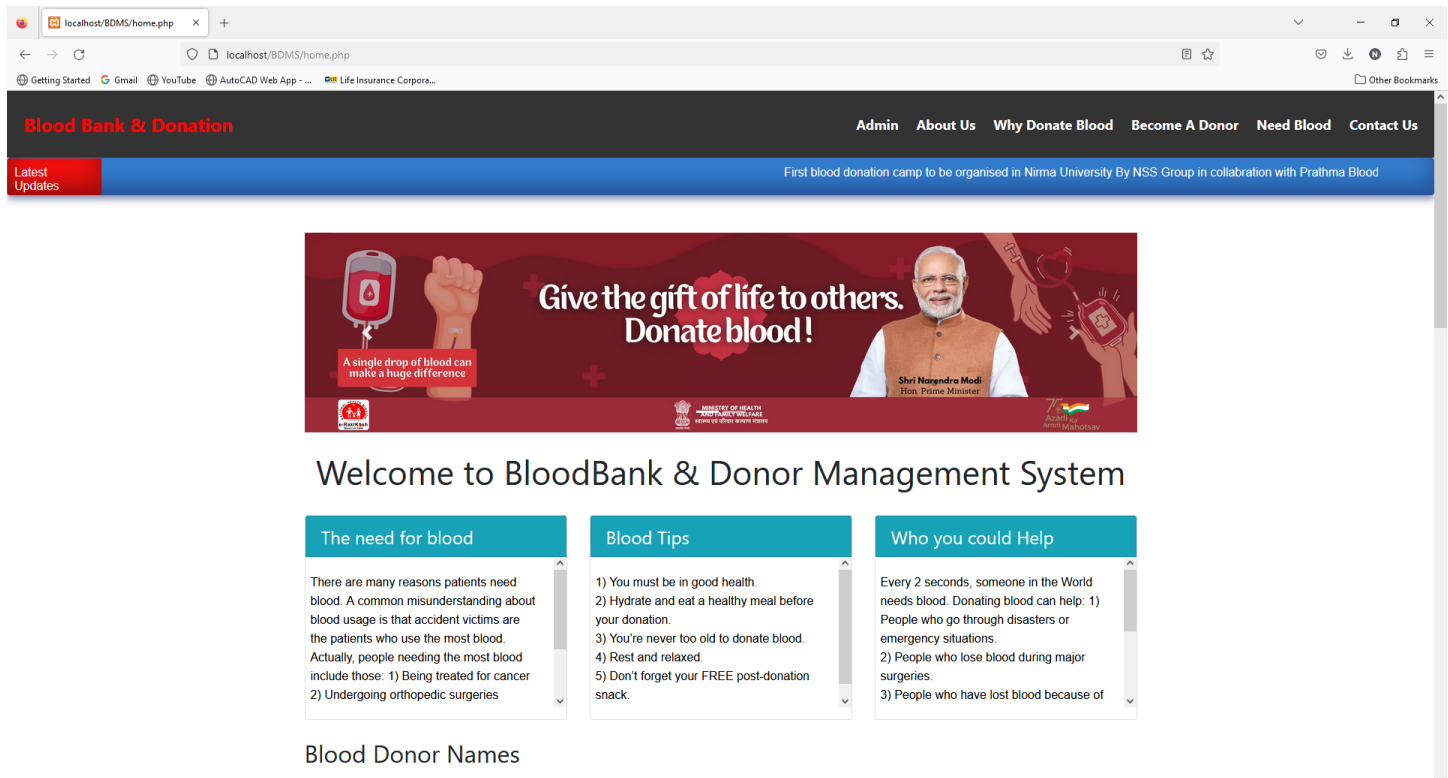 localhost/BDMS/home.php
localhost/BDMS/home.php
Getting Started Gmail YouTube AutoCAD Web App - ... Life Insurance Corpora... Other Bookmarks
Blood Bank & Donation
Admin About Us Why Donate Blood Become A Donor Need Blood Contact Us
Latest
Updates
First blood donation camp to be organised in Nirma University By NSS Group in collabration with Prathma Blood
Give the gift of life to others.
Donate blood!
A single drop of blood can
make a huge difference
Shri Narendra Modi
Hon. Prime Minister
e-RaktKosh
MINISTRY OF HEALTH
AND FAMILY WELFARE
स्वास्थ्य एवं परिवार कल्याण मंत्रालय
Azadi Ka
Amrit Mahotsav
Welcome to BloodBank & Donor Management System
The need for blood
There are many reasons patients need
blood. A common misunderstanding about
blood usage is that accident victims are
the patients who use the most blood.
Actually, people needing the most blood
include those: 1) Being treated for cancer
2) Undergoing orthopedic surgeries
Blood Tips
1) You must be in good health.
2) Hydrate and eat a healthy meal before
your donation.
3) You're never too old to donate blood.
4) Rest and relaxed.
5) Don't forget your FREE post-donation
snack.
Who you could Help
Every 2 seconds, someone in the World
needs blood. Donating blood can help: 1)
People who go through disasters or
emergency situations.
2) People who lose blood during major
surgeries.
3) People who have lost blood because of
Blood Donor Names